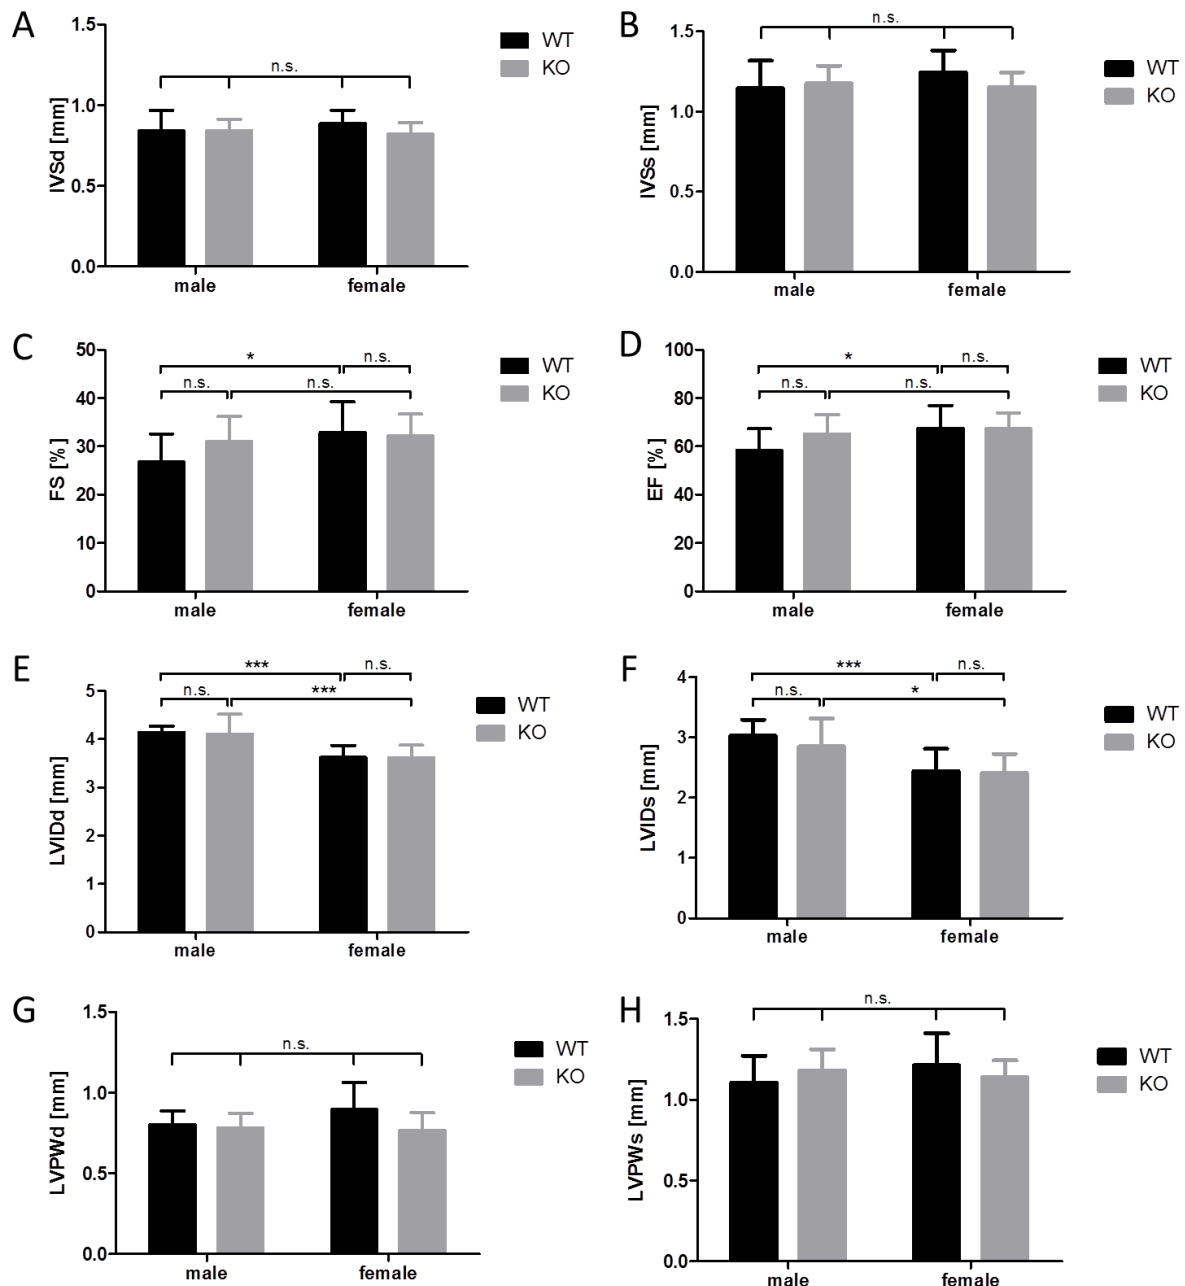 A
1.5
1.0
0.5
0.0
IVSd [mm]
n.s.
male
female
WT
KO
B
1.5
1.0
0.5
0.0
IVSs [mm]
n.s.
male
female
WT
KO
C
50
40
30
20
10
0
FS [%]
* n.s.
n.s. n.s.
male
female
WT
KO
D
100
80
60
40
20
0
EF [%]
* n.s.
n.s. n.s.
male
female
WT
KO
E
5
4
3
2
1
0
LVIDd [mm]
*** n.s.
n.s. ***
male
female
WT
KO
F
4
3
2
1
0
LVIDs [mm]
*** n.s.
n.s. *
male
female
WT
KO
G
1.5
1.0
0.5
0.0
LVPWd [mm]
n.s.
male
female
WT
KO
H
1.5
1.0
0.5
0.0
LVPWs [mm]
n.s.
male
female
WT
KO